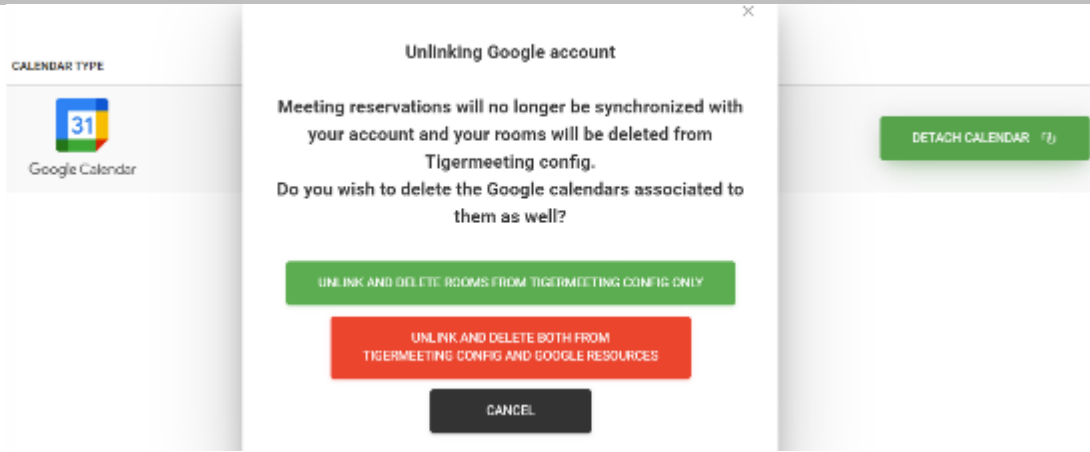 ×
Unlinking Google account
CALENDAR TYPE
Meeting reservations will no longer be synchronized with
your account and your rooms will be deleted from
Tigermeeting config.
Do you wish to delete the Google calendars associated to
them as well?
31
Google Calendar
DETACH CALENDAR
UNLINK AND DELETE ROOMS FROM TIGERMEETING CONFIG ONLY
UNLINK AND DELETE BOTH FROM
TIGERMEETING CONFIG AND GOOGLE RESOURCES
CANCEL